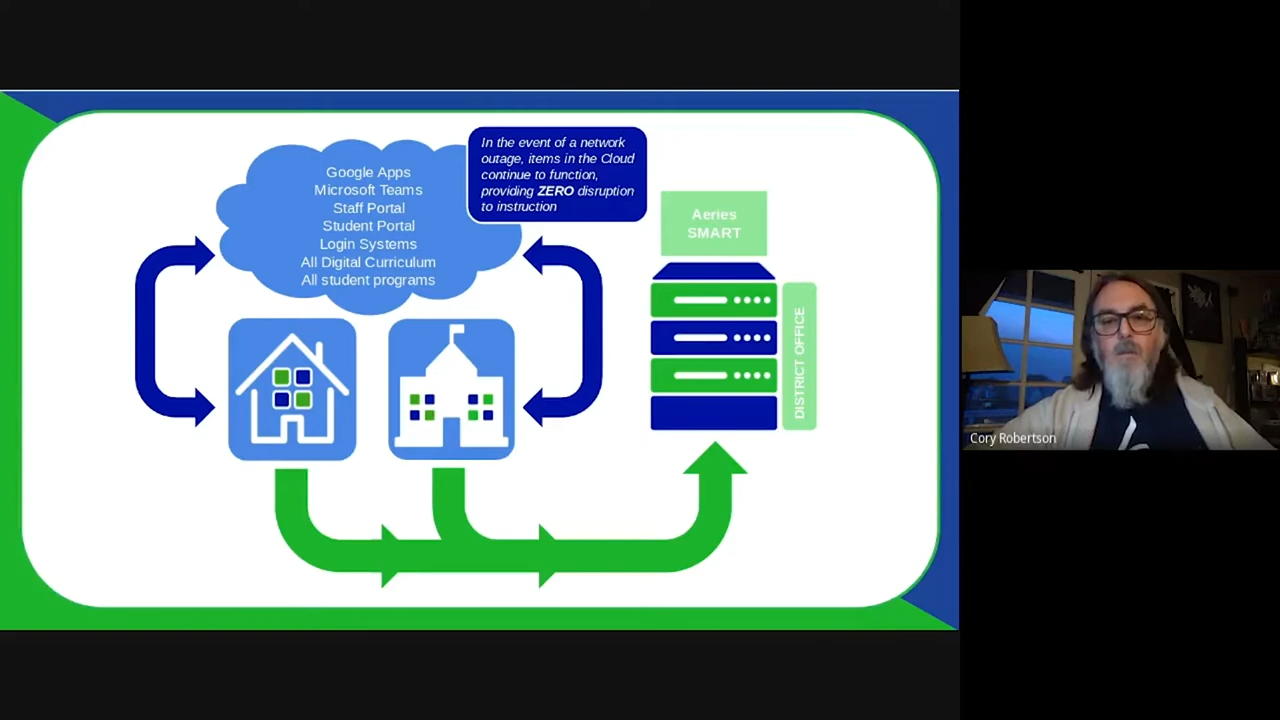 Google Apps
Microsoft Teams
Staff Portal
Student Portal
Login Systems
All Digital Curriculum
All student programs
In the event of a network
outage, items in the Cloud
continue to function,
providing ZERO disruption
to instruction
Aeries
SMART
DISTRICT OFFICE
Cory Robertson